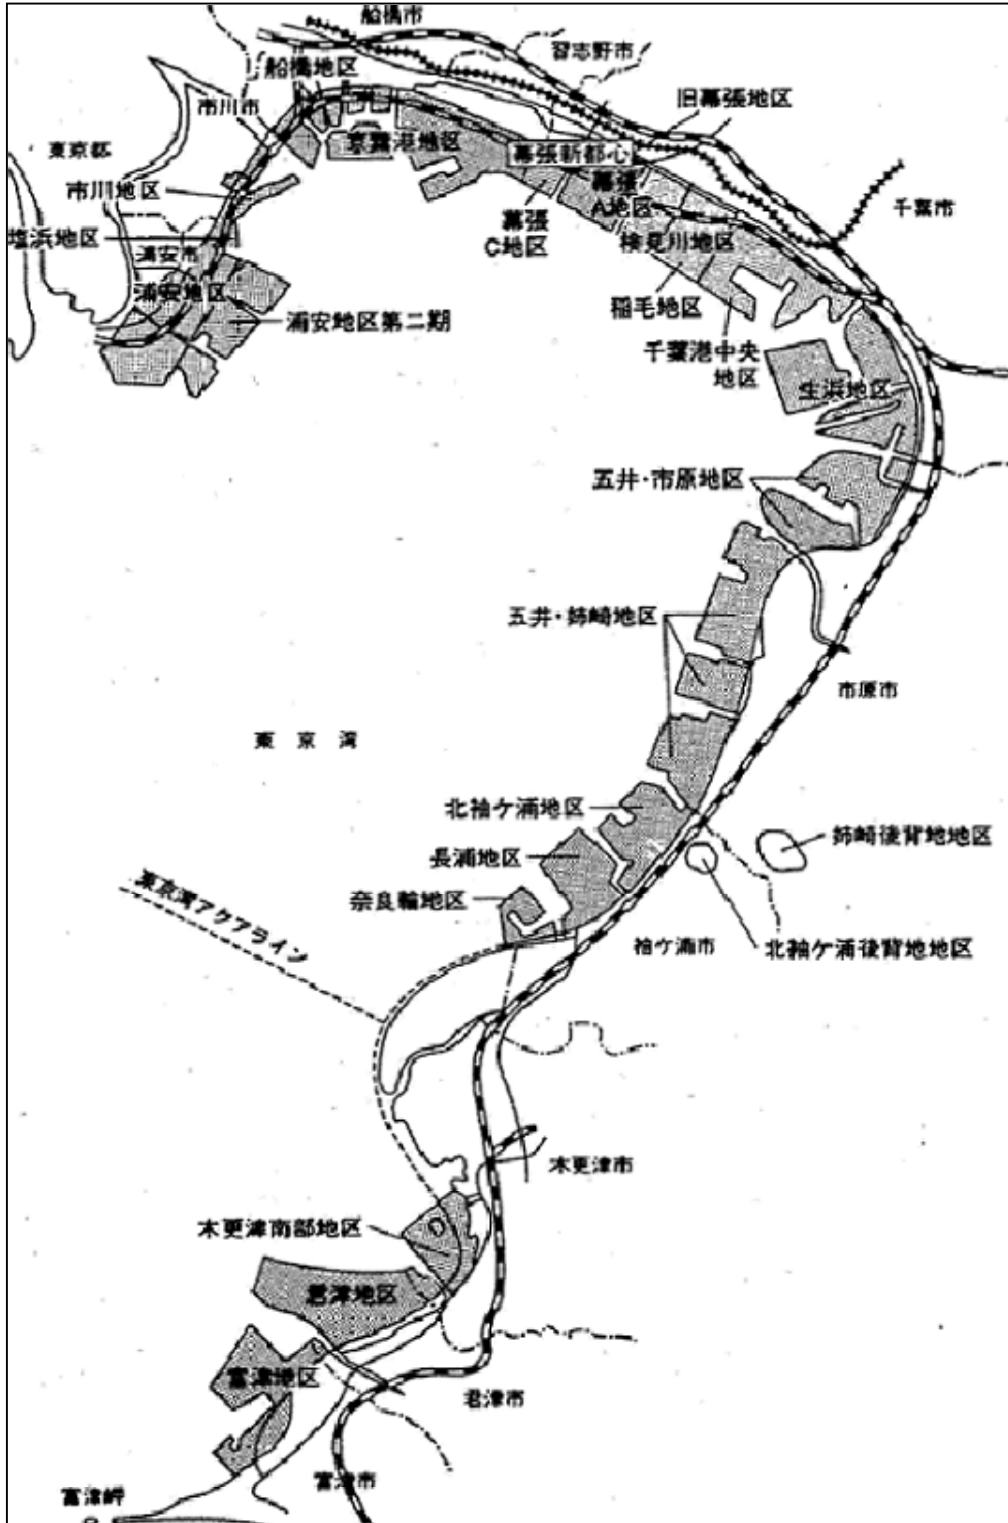 船橋市
習志野市
船橋地区
旧幕張地区
市川市
東京都
京葉港地区
幕張新都心
市川地区
幕張
A地区
千葉市
幕張
C地区
塩浜地区
検見川地区
浦安市
浦安地区
稲毛地区
浦安地区第二期
千葉港中央
地区
生浜地区
五井・市原地区
五井・姉崎地区
市原市
東京湾
北袖ケ浦地区
姉崎後背地地区
長浦地区
奈良輪地区
東京湾アクアライン
袖ケ浦市
北袖ケ浦後背地地区
木更津市
木更津南部地区
君津地区
富津地区
君津市
富津市
富津岬